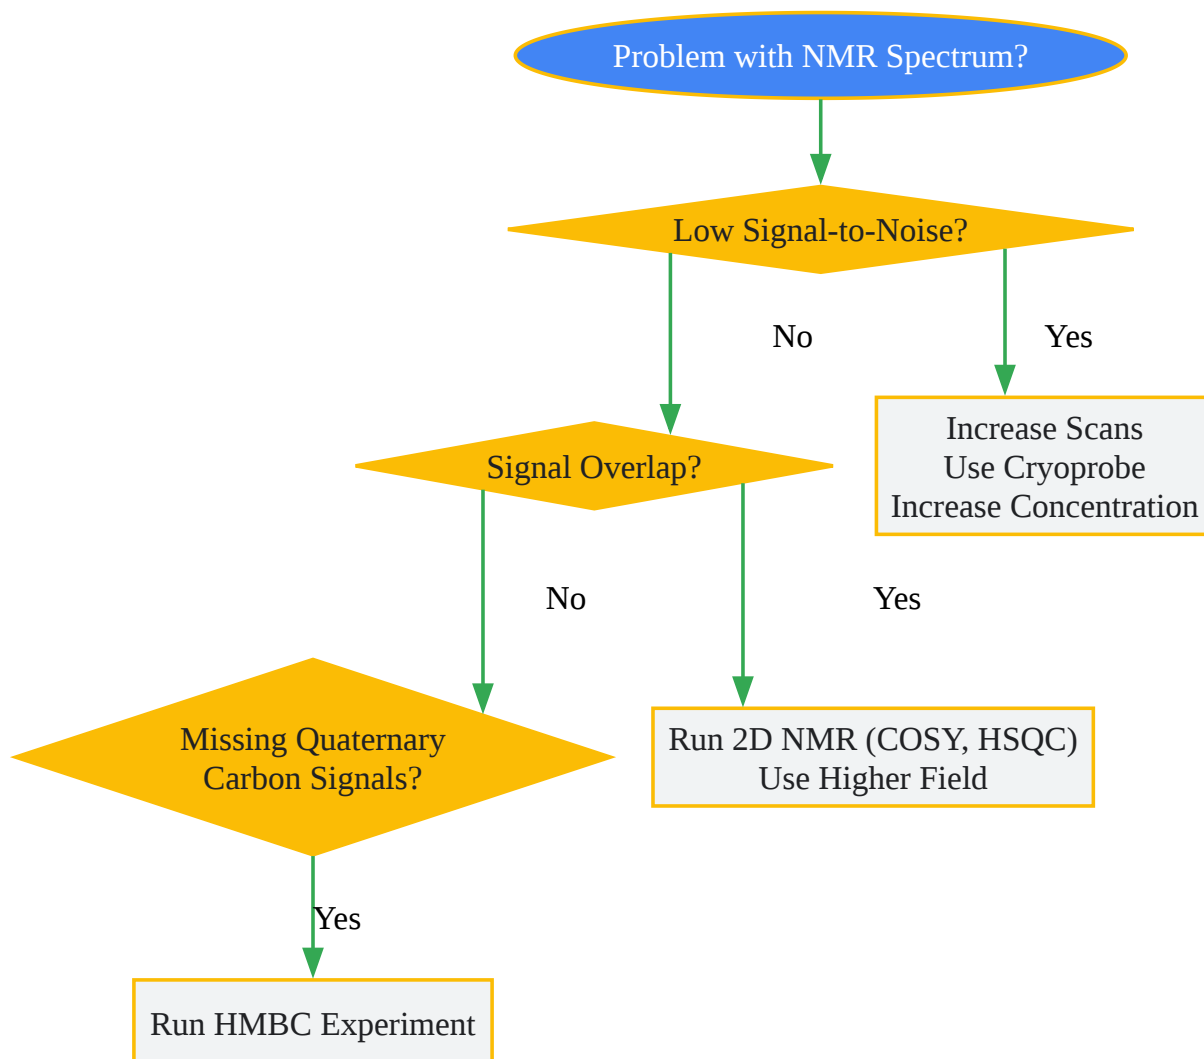 Problem with NMR Spectrum?
Low Signal-to-Noise?
No
Yes
Increase Scans
Use Cryoprobe
Increase Concentration
Signal Overlap?
No
Yes
Missing Quaternary
Carbon Signals?
Run 2D NMR (COSY, HSQC)
Use Higher Field
Yes
Run HMBC Experiment